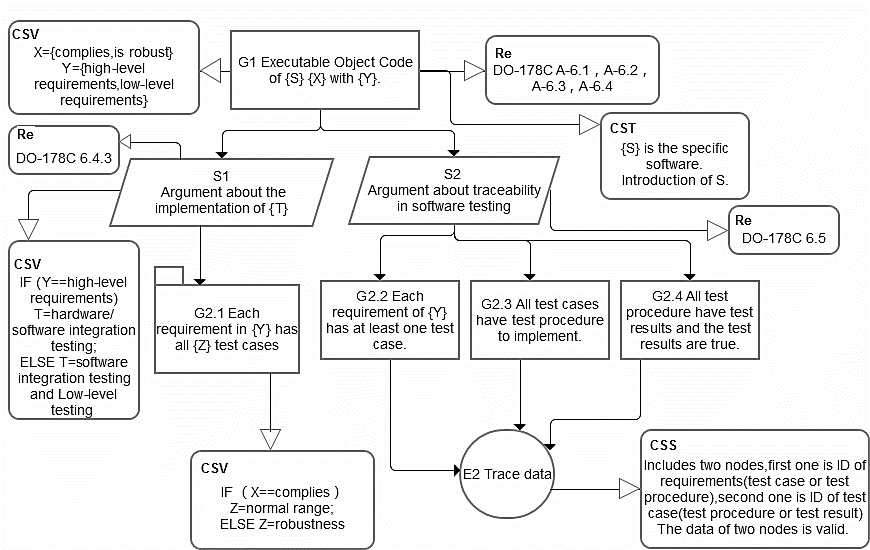 CSV
X={complies,is robust}
Y={high-level
requirements,low-level
requirements}
G1 Executable Object Code
of {S} {X} with {Y}.
Re
DO-178C A-6.1，A-6.2，
A-6.3，A-6.4
CST
{S} is the specific
software.
Introduction of S.
Re
DO-178C 6.4.3
S1
Argument about the
implementation of {T}
S2
Argument about traceability
in software testing
Re
DO-178C 6.5
CSV
IF (Y==high-level
requirements)
T=hardware/
software integration
testing;
ELSE T=software
integration testing
and Low-level
testing
G2.1 Each
requirement in {Y} has
all {Z} test cases
G2.2 Each
requirement of {Y}
has at least one test
case.
G2.3 All test cases
have test procedure
to implement.
G2.4 All test
procedure have test
results and the test
results are true.
CSV
IF （X==complies）
Z=normal range;
ELSE Z=robustness
E2 Trace data
CSS
Includes two nodes,first one is ID of
requirements(test case or test
procedure),second one is ID of test
case(test procedure or test result)
The data of two nodes is valid.